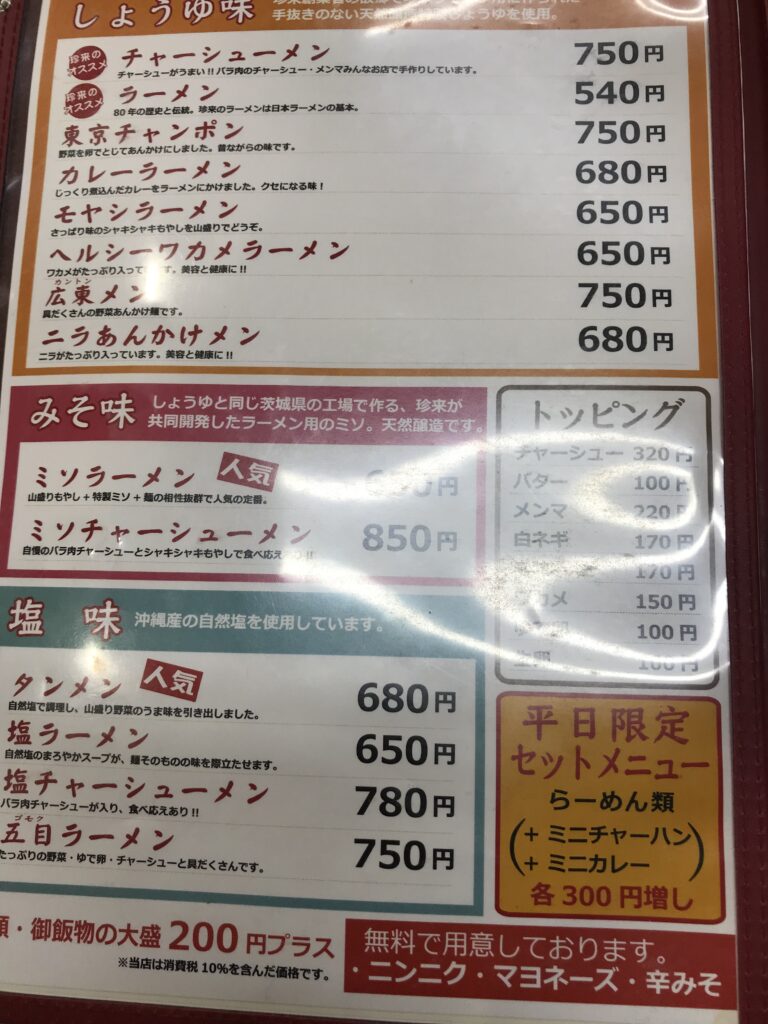 しょうゆ味
手抜きのない天然醸造
しょうゆを使用。
珍来のオススメ
チャーシューメン 750円
チャーシューがうまい!! バラ肉のチャーシュー・メンマみんなお店で手作りしています。
珍来のオススメ
ラーメン 540円
80年の歴史と伝統。珍来のラーメンは日本ラーメンの基本。
東京チャンポン 750円
野菜を卵でとじてあんかけにしました。昔ながらの味です。
カレーラーメン 680円
じっくり煮込んだカレーをラーメンにかけました。クセになる味!
モヤシラーメン 650円
さっぱり味のシャキシャキもやしを山盛りでどうぞ。
ヘルシーワカメラーメン 650円
ワカメがたっぷり入っています。美容と健康に!!
カントン
広東メン 750円
具だくさんの野菜あんかけ麺です。
ニラあんかけメン 680円
ニラがたっぷり入っています。美容と健康に!!
みそ味
しょうゆと同じ茨城県の工場で作る、珍来が
共同開発したラーメン用のミソ。天然醸造です。
ミソラーメン 人気 円
山盛りもやし+特製ミソ+麺の相性抜群で人気の定番。
ミソチャーシューメン 850円
自慢のバラ肉チャーシューとシャキシャキもやしで食べ応え
塩味 沖縄産の自然塩を使用しています。
タンメン 人気 680円
自然塩で調理し、山盛り野菜のうま味を引き出しました。
塩ラーメン 650円
自然塩のまろやかスープが、麺そのものの味を際立たせます。
塩チャーシューメン 780円
バラ肉チャーシューが入り、食べ応えあり!!
ゴモク
五目ラーメン 750円
たっぷりの野菜・ゆで卵・チャーシューと具だくさんです。
トッピング
チャーシュー 320円
バター 100円
メンマ 220円
白ネギ 170円
170円
カメ 150円
100円
生卵 100円
平日限定
セットメニュー
らーめん類
(+ ミニチャーハン
+ ミニカレー)
各300円増し
・御飯物の大盛 200円プラス
※当店は消費税10%を含んだ価格です。
無料で用意しております。
・ニンニク・マヨネーズ・辛みそ